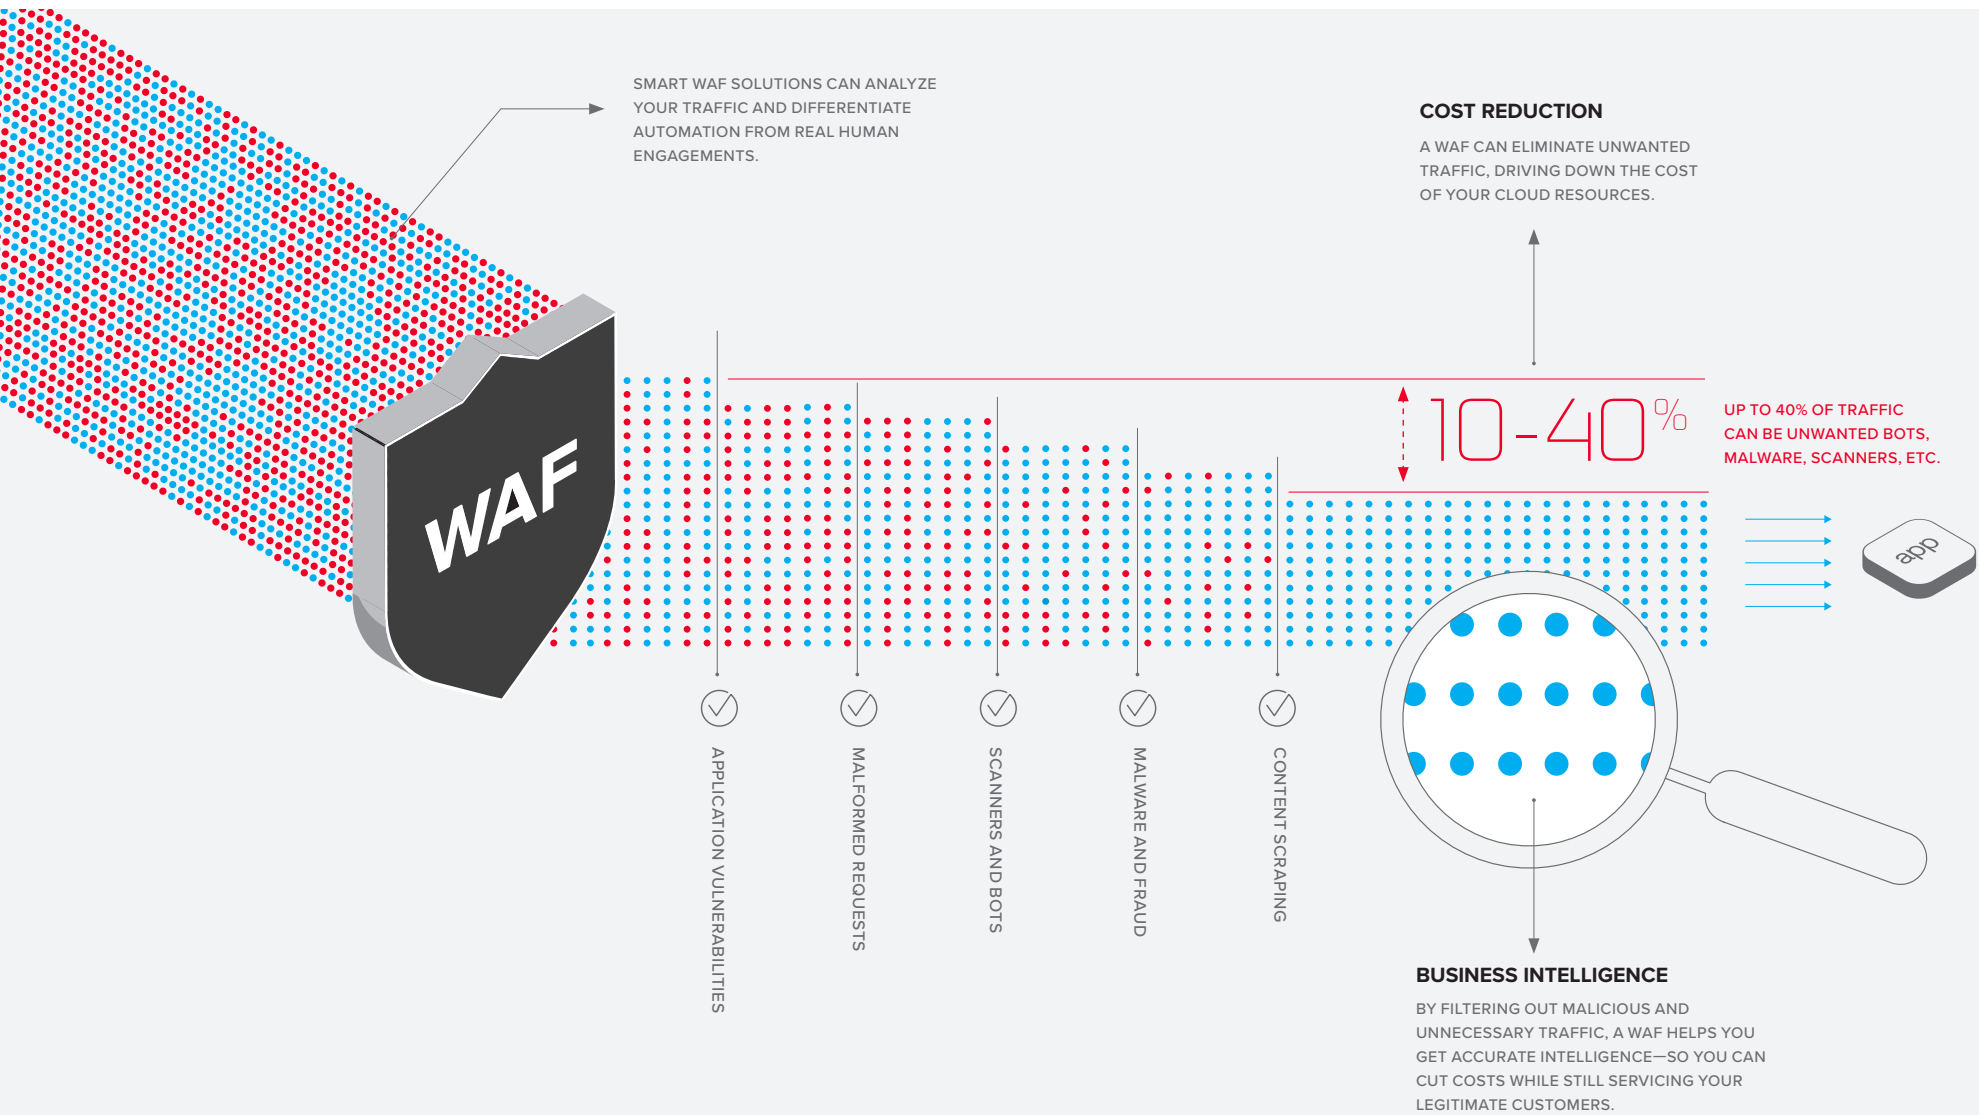 SMART WAF SOLUTIONS CAN ANALYZE
YOUR TRAFFIC AND DIFFERENTIATE
AUTOMATION FROM REAL HUMAN
ENGAGEMENTS.
COST REDUCTION
A WAF CAN ELIMINATE UNWANTED
TRAFFIC, DRIVING DOWN THE COST
OF YOUR CLOUD RESOURCES.
WAF
10-40%
UP TO 40% OF TRAFFIC
CAN BE UNWANTED BOTS,
MALWARE, SCANNERS, ETC.
app
APPLICATION VULNERABILITIES
MALFORMED REQUESTS
SCANNERS AND BOTS
MALWARE AND FRAUD
CONTENT SCRAPING
BUSINESS INTELLIGENCE
BY FILTERING OUT MALICIOUS AND
UNNECESSARY TRAFFIC, A WAF HELPS YOU
GET ACCURATE INTELLIGENCE—SO YOU CAN
CUT COSTS WHILE STILL SERVICING YOUR
LEGITIMATE CUSTOMERS.